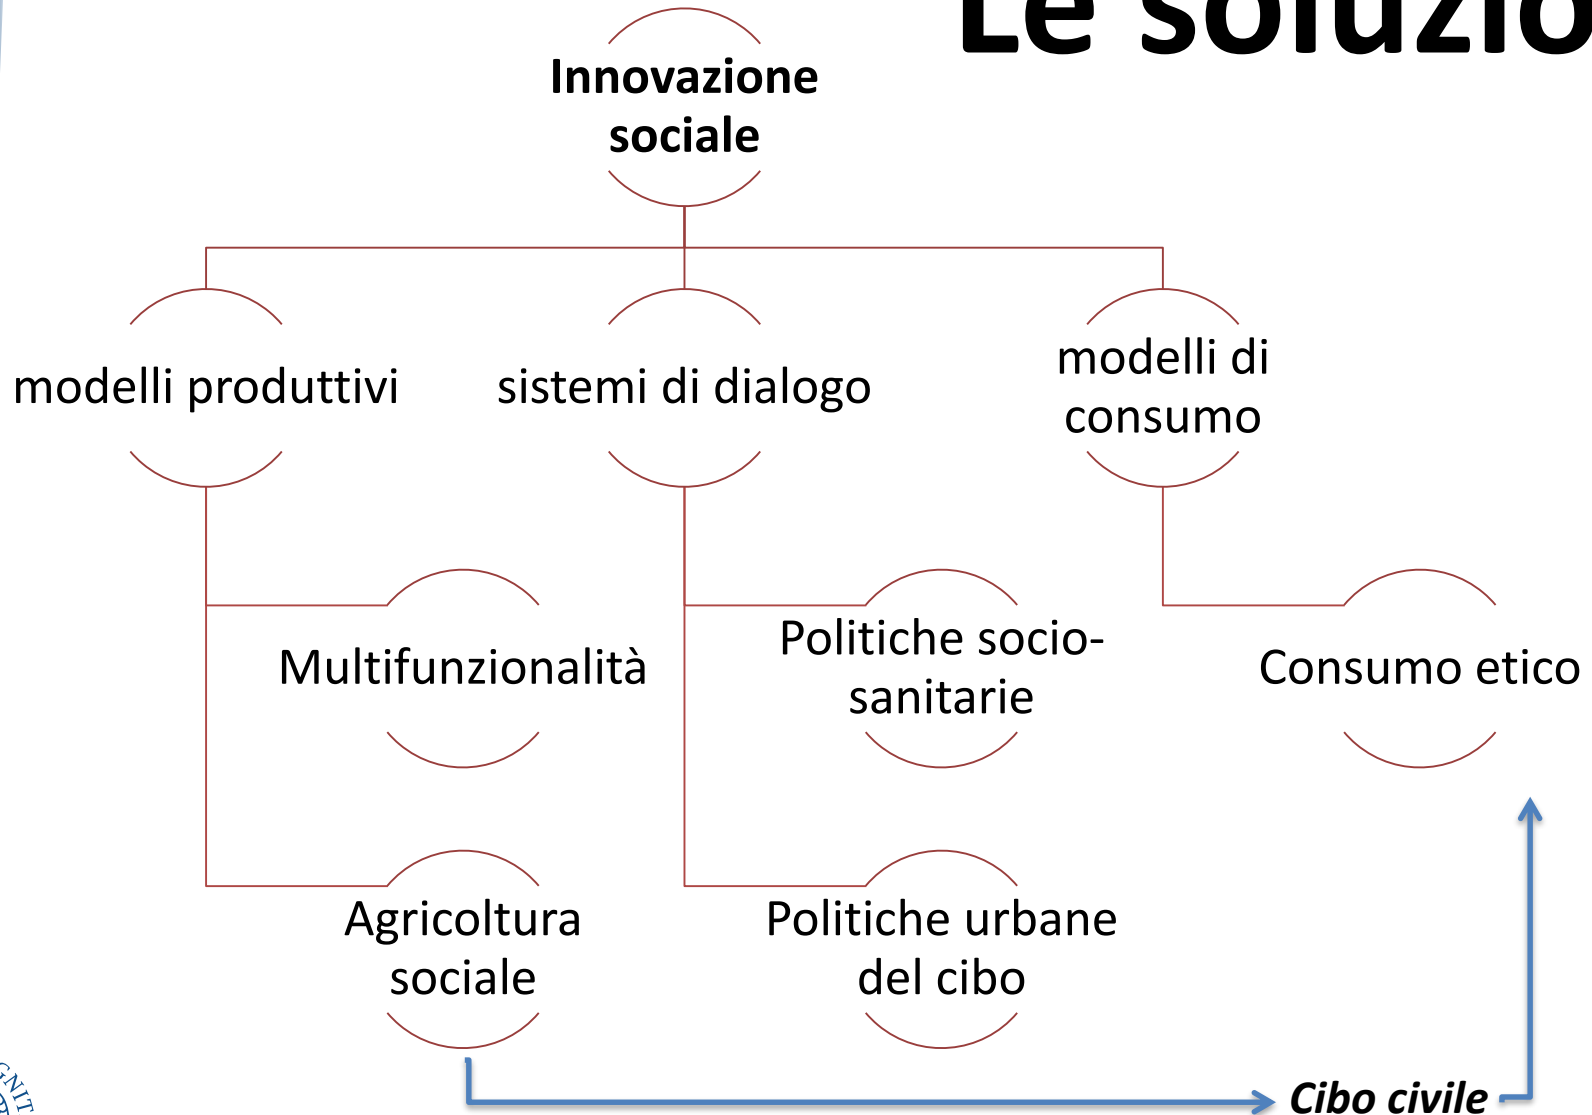 Le soluzio
Innovazione
sociale
modelli produttivi
sistemi di dialogo
modelli di
consumo
Multifunzionalità
Politiche socio-
sanitarie
Consumo etico
Agricoltura
sociale
Politiche urbane
del cibo
Cibo civile